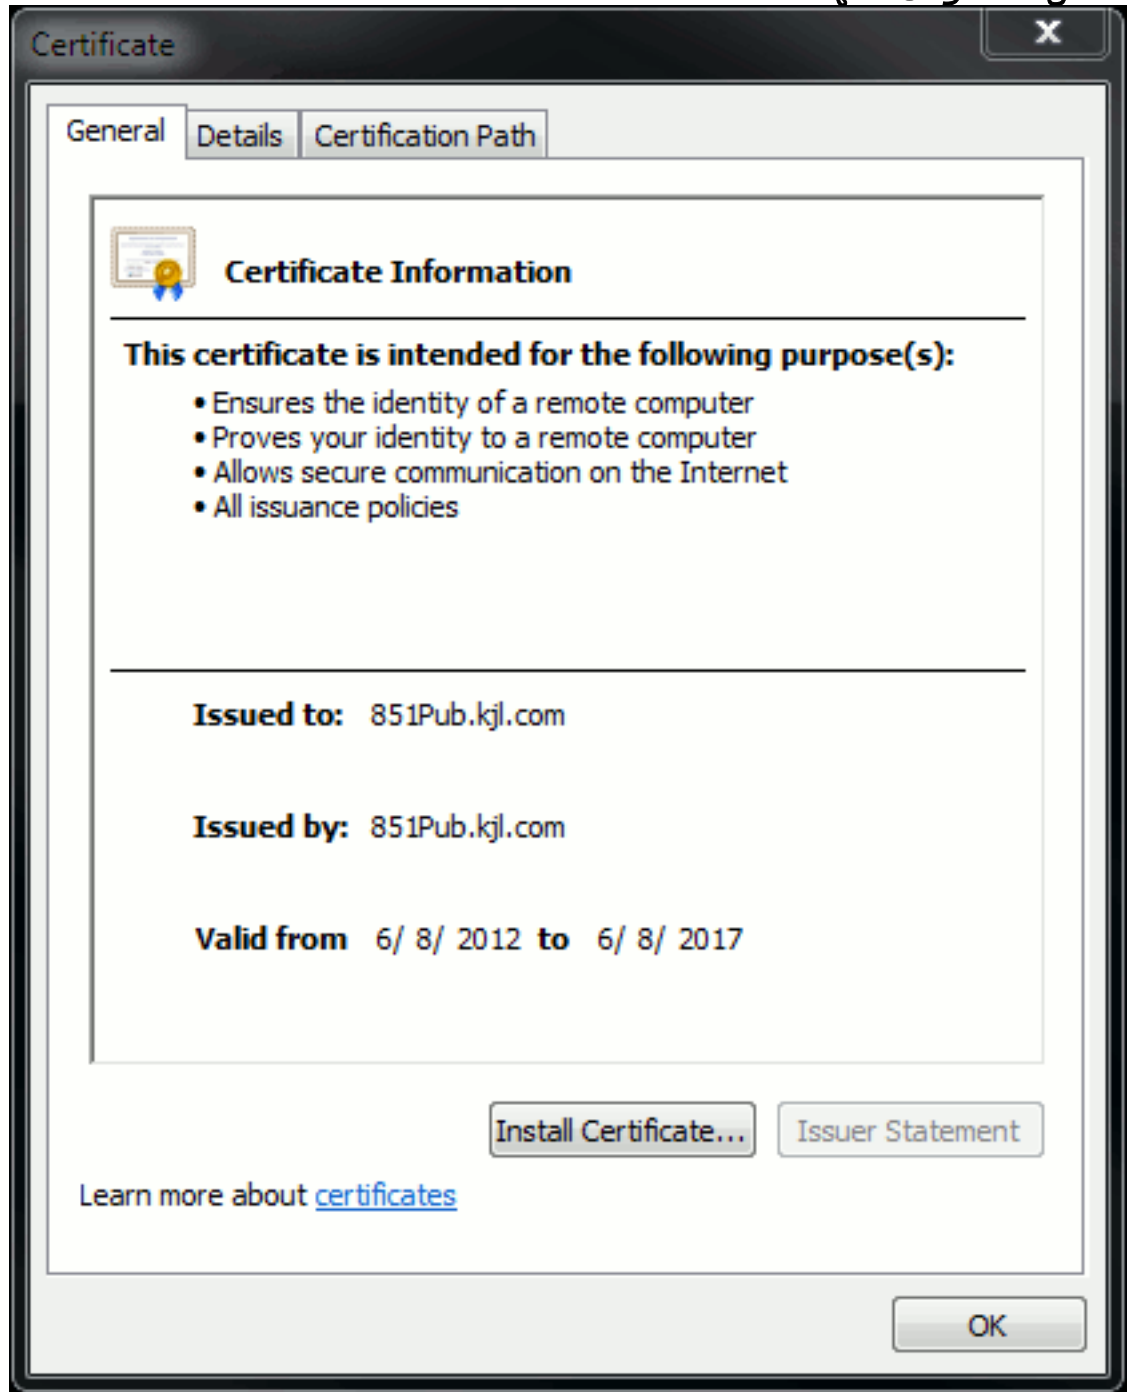 Certificate
General Details Certification Path
Certificate Information
This certificate is intended for the following purpose(s):
• Ensures the identity of a remote computer
• Proves your identity to a remote computer
• Allows secure communication on the Internet
• All issuance policies
Issued to: 851Pub.kjl.com
Issued by: 851Pub.kjl.com
Valid from 6/ 8/ 2012 to 6/ 8/ 2017
Install Certificate... Issuer Statement
Learn more about certificates
OK